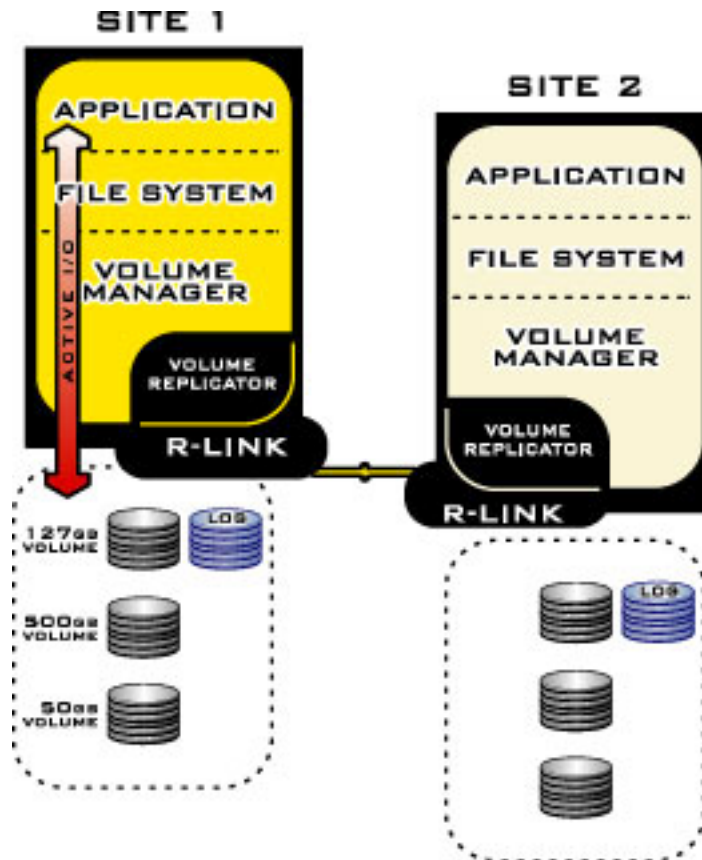 SITE 1
APPLICATION
FILE SYSTEM
VOLUME
MANAGER
ACTIVE I/O
VOLUME
REPLICATOR
R-LINK
127GB
VOLUME
LOG
500GB
VOLUME
50GB
VOLUME
SITE 2
APPLICATION
FILE SYSTEM
VOLUME
MANAGER
VOLUME
REPLICATOR
R-LINK
LOG